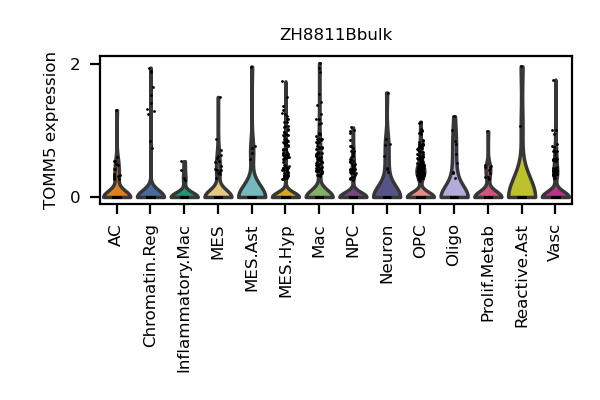 ZH8811Bbulk
TOMM5 expression
2
0
AC
Chromatin.Reg
Inflammatory.Mac
MES
MES.Ast
MES.Hyp
Mac
NPC
Neuron
OPC
Oligo
Prolif.Metab
Reactive.Ast
Vasc